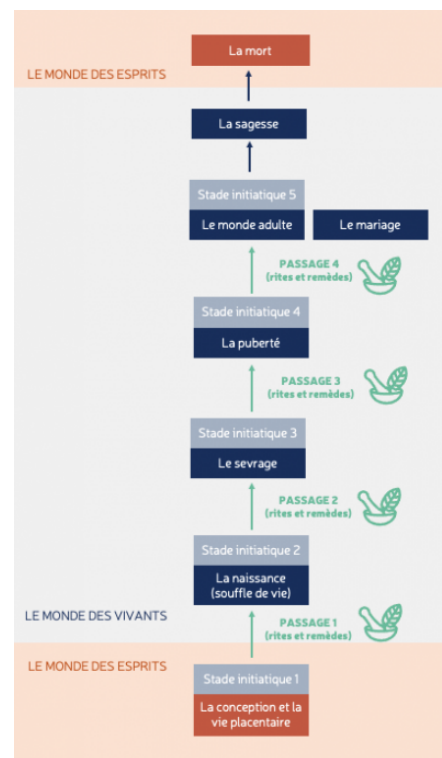 La mort
LE MONDE DES ESPRITS
La sagesse
Stade initiatique 5
Le monde adulte
Le mariage
PASSAGE 4
(rites et remèdes)
Stade initiatique 4
La puberté
PASSAGE 3
(rites et remèdes)
Stade initiatique 3
Le sevrage
PASSAGE 2
(rites et remèdes)
Stade initiatique 2
La naissance
(souffle de vie)
LE MONDE DES VIVANTS
PASSAGE 1
(rites et remèdes)
LE MONDE DES ESPRITS
Stade initiatique 1
La conception et la
vie placentaire